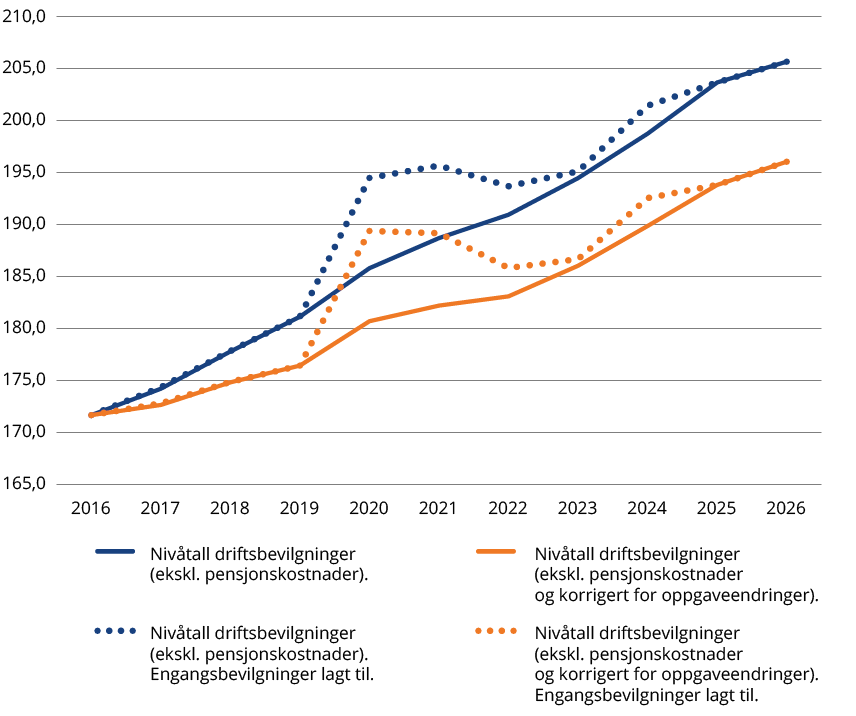 210,0
205,0
200,0
195,0
190,0
185,0
180,0
175,0
170,0
165,0
2016 2017 2018 2019 2020 2021 2022 2023 2024 2025 2026
Nivåtall driftsbevilgninger
(ekskl. pensjonskostnader).
Nivåtall driftsbevilgninger
(ekskl. pensjonskostnader
og korrigert for oppgaveendringer).
Nivåtall driftsbevilgninger
(ekskl. pensjonskostnader).
Engangsbevilgninger lagt til.
Nivåtall driftsbevilgninger
(ekskl. pensjonskostnader
og korrigert for oppgaveendringer).
Engangsbevilgninger lagt til.